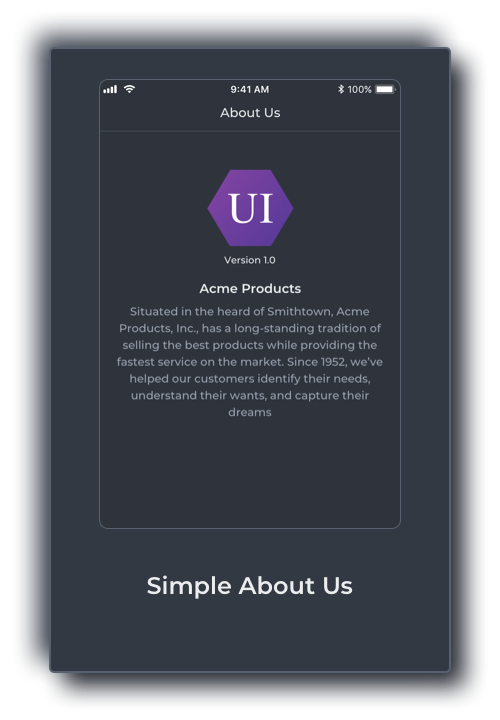 9:41 AM 100%
About Us
UI
Version 1.0
Acme Products
Situated in the heard of Smithtown, Acme
Products, Inc., has a long-standing tradition of
selling the best products while providing the
fastest service on the market. Since 1952, we've
helped our customers identify their needs,
understand their wants, and capture their
dreams
Simple About Us